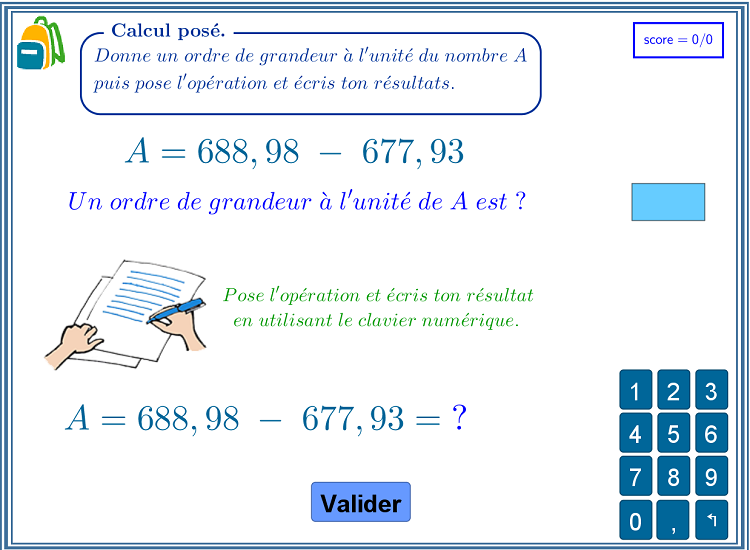 Calcul posé.
Donne un ordre de grandeur à l'unité du nombre A
puis pose l'opération et écris ton résultats.
score = 0/0
A = 688, 98 − 677, 93
Un ordre de grandeur à l'unité de A est ?
Pose l'opération et écris ton résultat
en utilisant le clavier numérique.
A = 688, 98 − 677, 93 = ?
1 2 3
4 5 6
7 8 9
0 , ↰
Valider